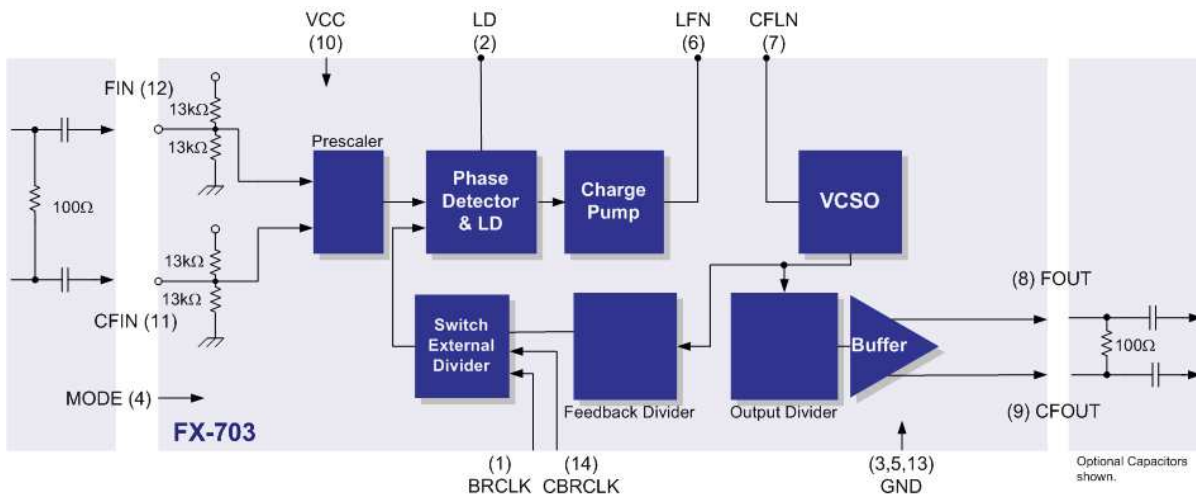 VCC
(10)
LD
(2)
LFN
(6)
CFLN
(7)
FIN (12)
13kΩ
13kΩ
Prescaler
Phase
Detector
& LD
Charge
Pump
VCSO
100Ω
13kΩ
13kΩ
CFIN (11)
Switch
External
Divider
Feedback Divider
Output Divider
Buffer
(8) FOUT
100Ω
(9) CFOUT
MODE (4)
FX-703
(1)
BRCLK
(14)
CBRCLK
(3,5,13)
GND
Optional Capacitors
shown.